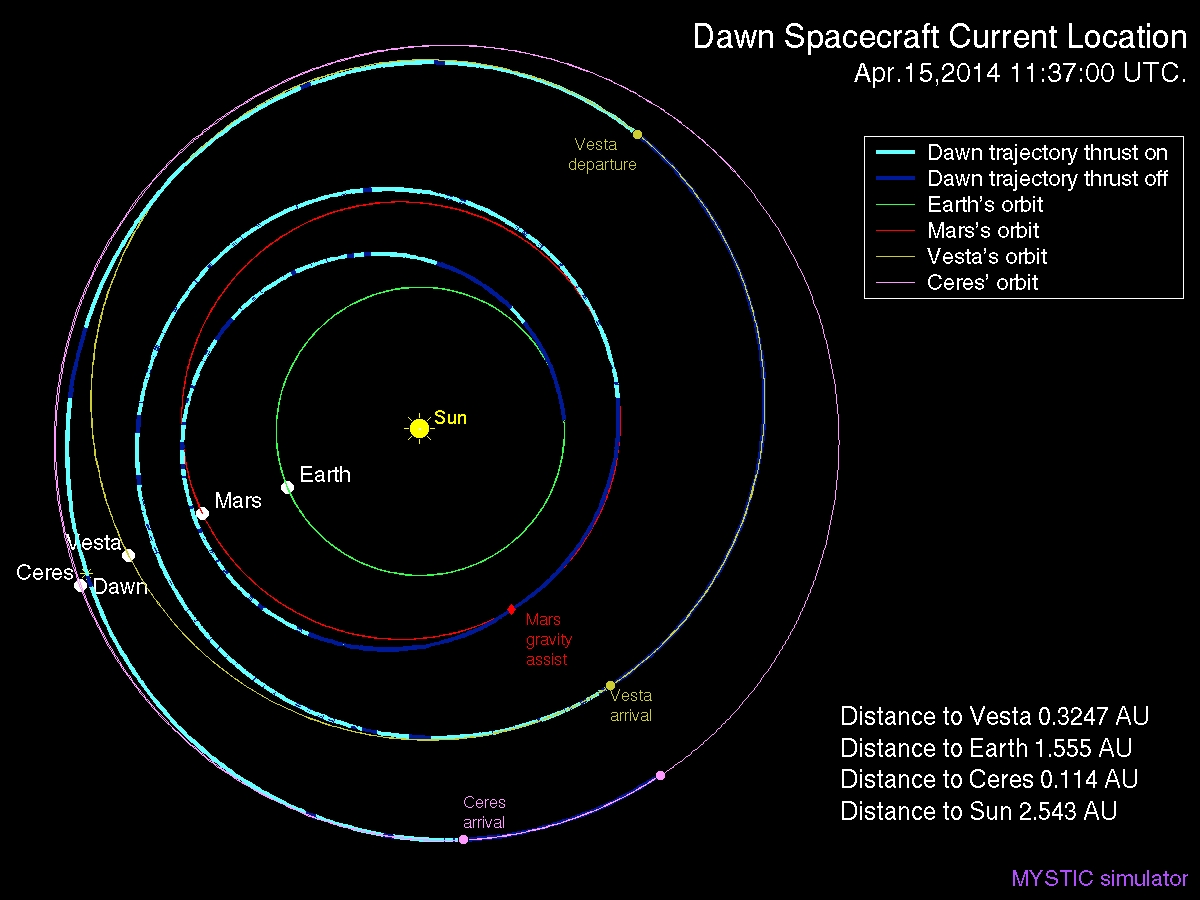 Dawn Spacecraft Current Location
Apr.15,2014 11:37:00 UTC.
Dawn trajectory thrust on
Dawn trajectory thrust off
Earth's orbit
Mars's orbit
Vesta's orbit
Ceres' orbit
Vesta
departure
Sun
Earth
Mars
Vesta
Ceres
Dawn
Mars
gravity
assist
Vesta
arrival
Ceres
arrival
Distance to Vesta 0.3247 AU
Distance to Earth 1.555 AU
Distance to Ceres 0.114 AU
Distance to Sun 2.543 AU
MYSTIC simulator